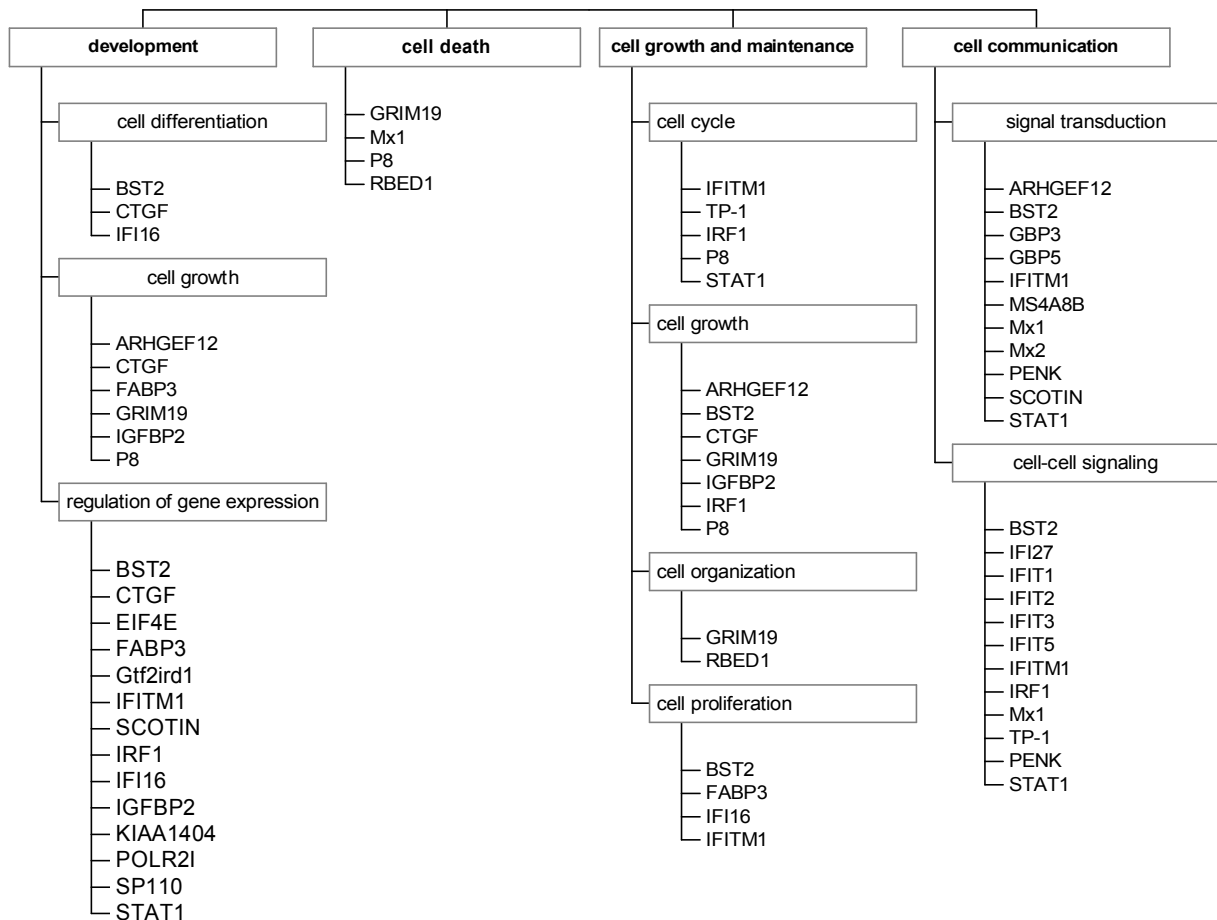 development
cell differentiation
BST2
CTGF
IFI16
cell growth
ARHGEF12
CTGF
FABP3
GRIM19
IGFBP2
P8
regulation of gene expression
BST2
CTGF
EIF4E
FABP3
Gtf2ird1
IFITM1
SCOTIN
IRF1
IFI16
IGFBP2
KIAA1404
POLR2I
SP110
STAT1
cell death
GRIM19
Mx1
P8
RBED1
cell growth and maintenance
cell cycle
IFITM1
TP-1
IRF1
P8
STAT1
cell growth
ARHGEF12
BST2
CTGF
GRIM19
IGFBP2
IRF1
P8
cell organization
GRIM19
RBED1
cell proliferation
BST2
FABP3
IFI16
IFITM1
cell communication
signal transduction
ARHGEF12
BST2
GBP3
GBP5
IFITM1
MS4A8B
Mx1
Mx2
PENK
SCOTIN
STAT1
cell-cell signaling
BST2
IFI27
IFIT1
IFIT2
IFIT3
IFIT5
IFITM1
IRF1
Mx1
TP-1
PENK
STAT1